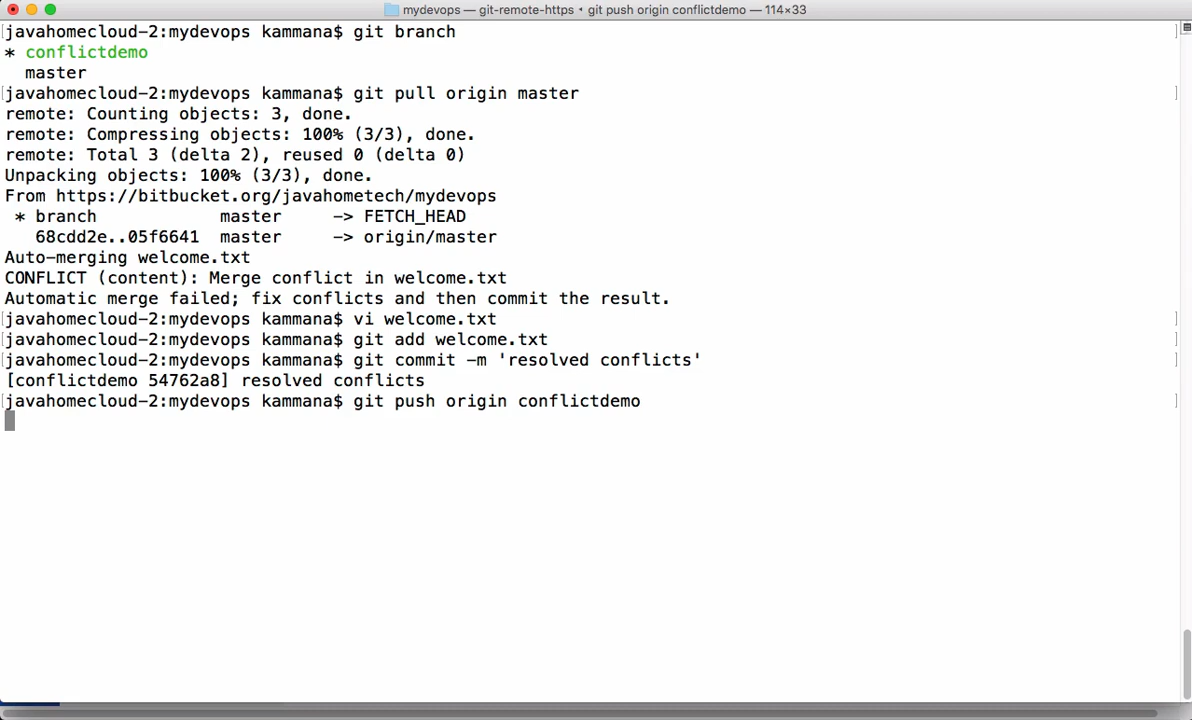 mydevops — git-remote-https ◂ git push origin conflictdemo — 114×33
[javahomecloud-2:mydevops kammana$ git branch ]
* conflictdemo
  master
[javahomecloud-2:mydevops kammana$ git pull origin master ]
remote: Counting objects: 3, done.
remote: Compressing objects: 100% (3/3), done.
remote: Total 3 (delta 2), reused 0 (delta 0)
Unpacking objects: 100% (3/3), done.
From https://bitbucket.org/javahometech/mydevops
 * branch            master     -> FETCH_HEAD
   68cdd2e..05f6641  master     -> origin/master
Auto-merging welcome.txt
CONFLICT (content): Merge conflict in welcome.txt
Automatic merge failed; fix conflicts and then commit the result.
[javahomecloud-2:mydevops kammana$ vi welcome.txt ]
[javahomecloud-2:mydevops kammana$ git add welcome.txt ]
[javahomecloud-2:mydevops kammana$ git commit -m 'resolved conflicts' ]
[conflictdemo 54762a8] resolved conflicts
[javahomecloud-2:mydevops kammana$ git push origin conflictdemo ]